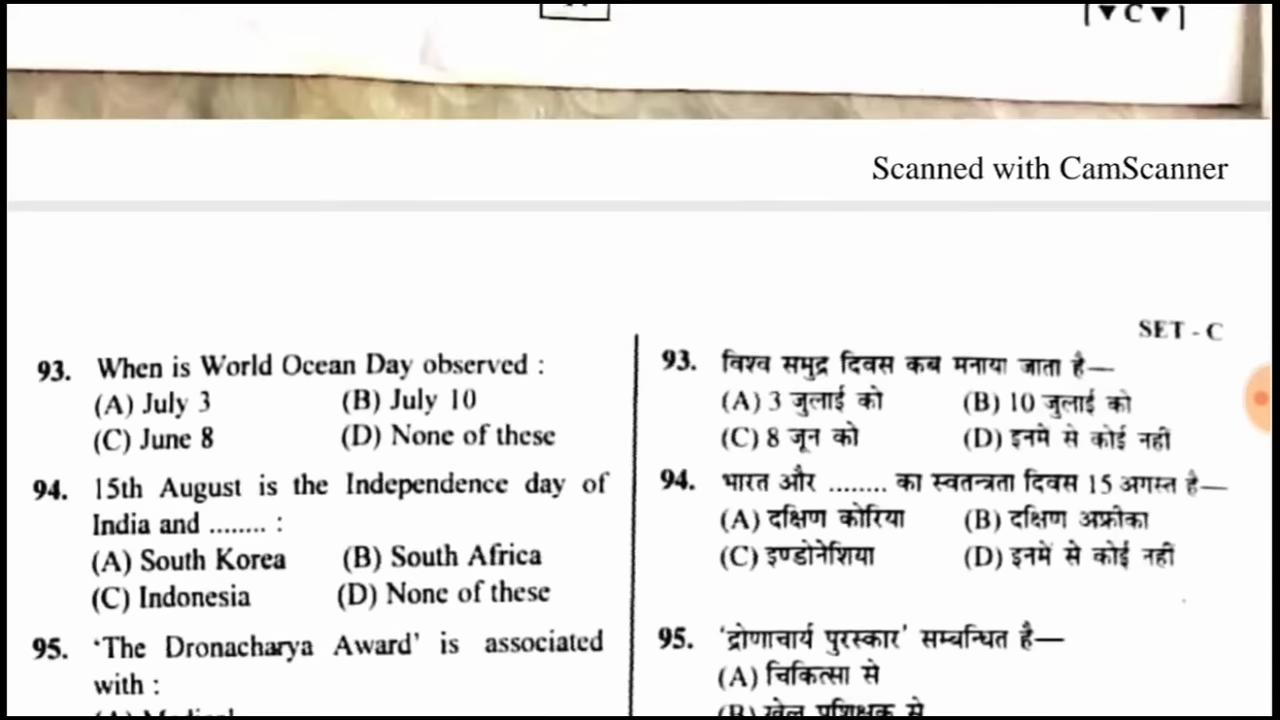 [▼C▼]
Scanned with CamScanner
SET - C
93. When is World Ocean Day observed :
(A) July 3 (B) July 10
(C) June 8 (D) None of these
94. 15th August is the Independence day of
India and ........ :
(A) South Korea (B) South Africa
(C) Indonesia (D) None of these
95. 'The Dronacharya Award' is associated
with :
(A) Medical
93. विश्व समुद्र दिवस कब मनाया जाता है—
(A) 3 जुलाई को (B) 10 जुलाई को
(C) 8 जून को (D) इनमें से कोई नहीं
94. भारत और ........ का स्वतन्त्रता दिवस 15 अगस्त है—
(A) दक्षिण कोरिया (B) दक्षिण अफ्रीका
(C) इण्डोनेशिया (D) इनमें से कोई नहीं
95. 'द्रोणाचार्य पुरस्कार' सम्बन्धित है—
(A) चिकित्सा से
(B) खेल प्रशिक्षक से